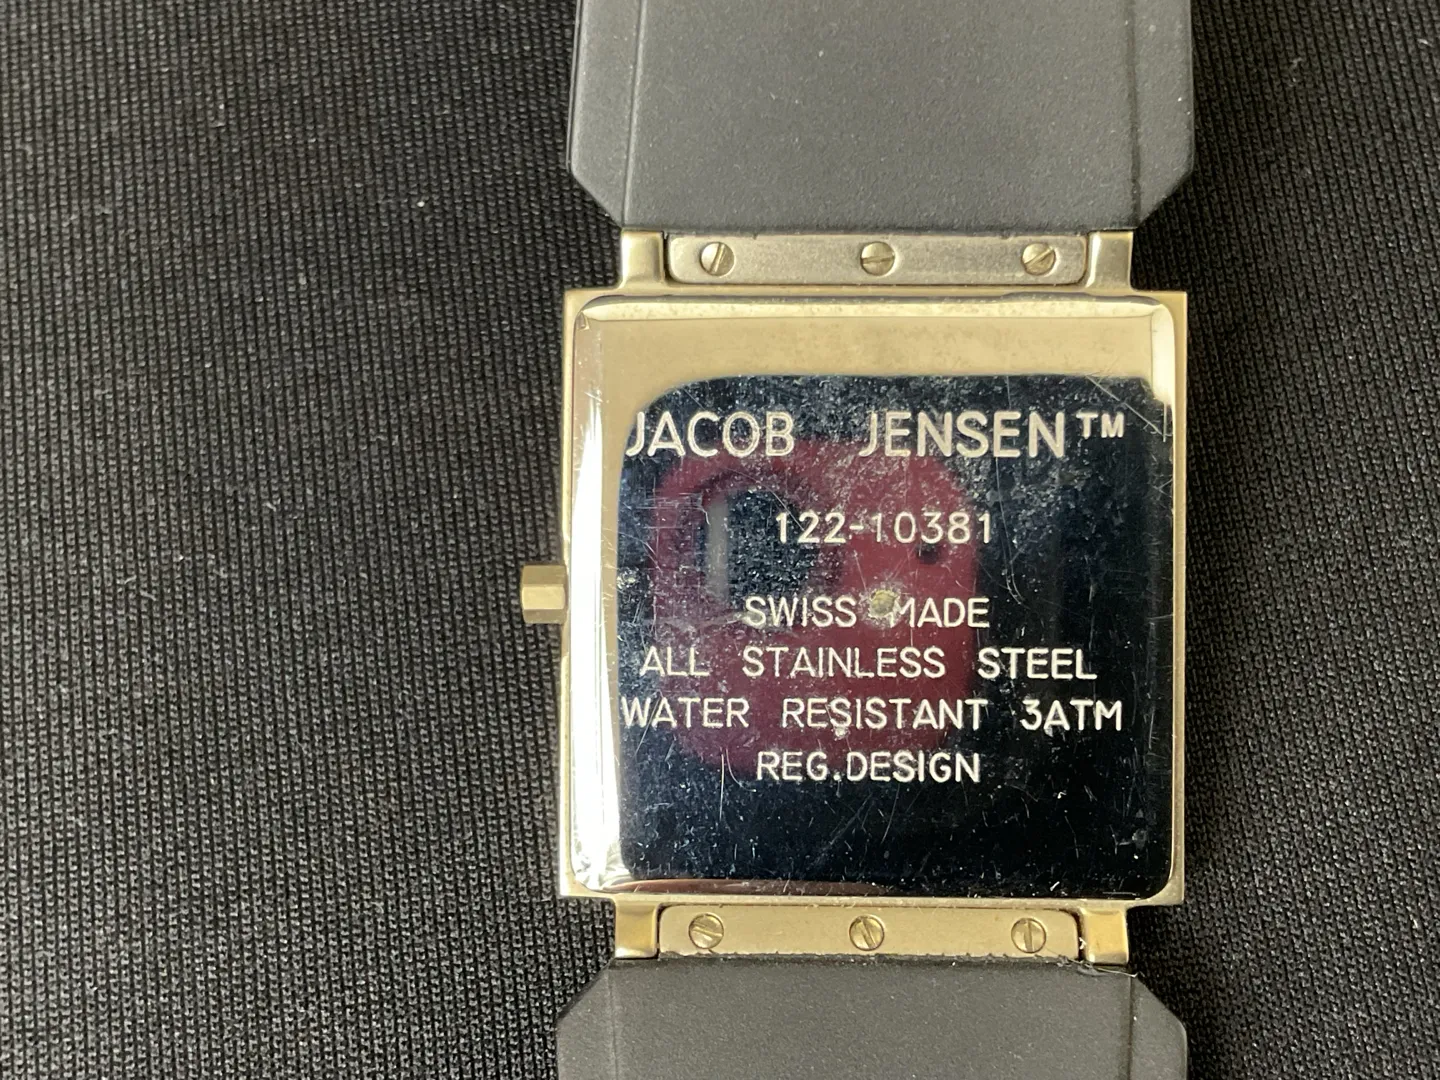 JACOB JENSEN™
122-10381
SWISS MADE
ALL STAINLESS STEEL
WATER RESISTANT 3ATM
REG.DESIGN